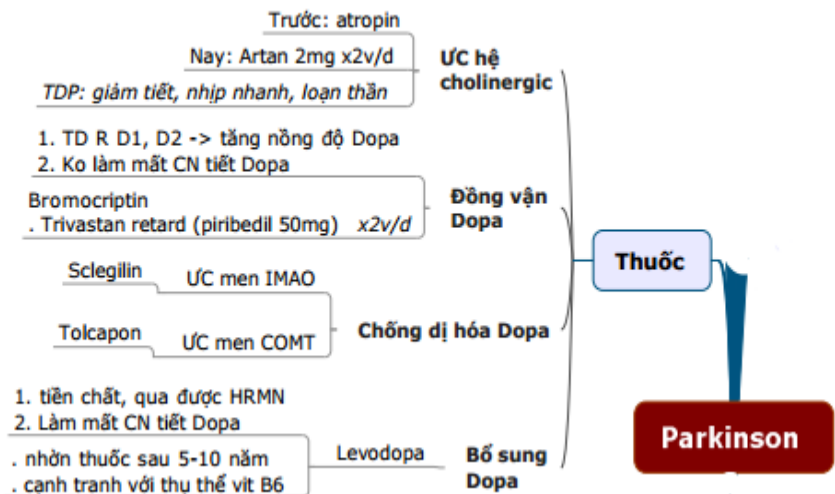 Trước: atropin
Nay: Artan 2mg x2v/d
TDP: giảm tiết, nhịp nhanh, loạn thần
ƯC hệ
cholinergic
1. TD R D1, D2 -> tăng nồng độ Dopa
2. Ko làm mất CN tiết Dopa
Bromocriptin
. Trivastan retard (piribedil 50mg) x2v/d
Đồng vận
Dopa
Sclegilin
ƯC men IMAO
Tolcapon
ƯC men COMT
Chống dị hóa Dopa
1. tiền chất, qua được HRMN
2. Làm mất CN tiết Dopa
. nhờn thuốc sau 5-10 năm
. canh tranh với thụ thể vit B6
Levodopa
Bổ sung
Dopa
Thuốc
Parkinson